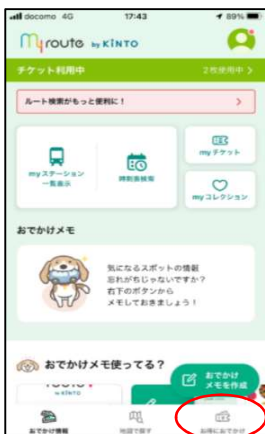 docomo 4G 17:43 89%
my route by KINTO
チケット利用中 2枚使用中 >
ルート検索がもっと便利に！ >
myステーション
一覧表示
時刻表検索
myチケット
myコレクション
おでかけメモ
気になるスポットの情報
忘れがちじゃないですか？
右下のボタンから
メモしておきましょう！
おでかけメモ使ってる？
おでかけ
メモを作成
おでかけ情報
地図で探す
お得におでかけ